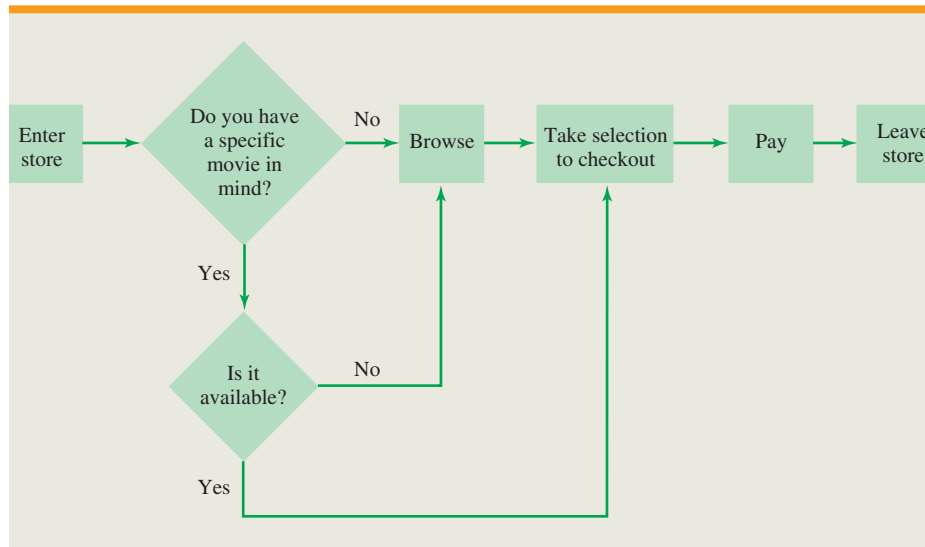 Enter
store
Do you have
a specific
movie in
mind?
No
Browse
Take selection
to checkout
Pay
Leave
store
Yes
Is it
available?
No
Yes